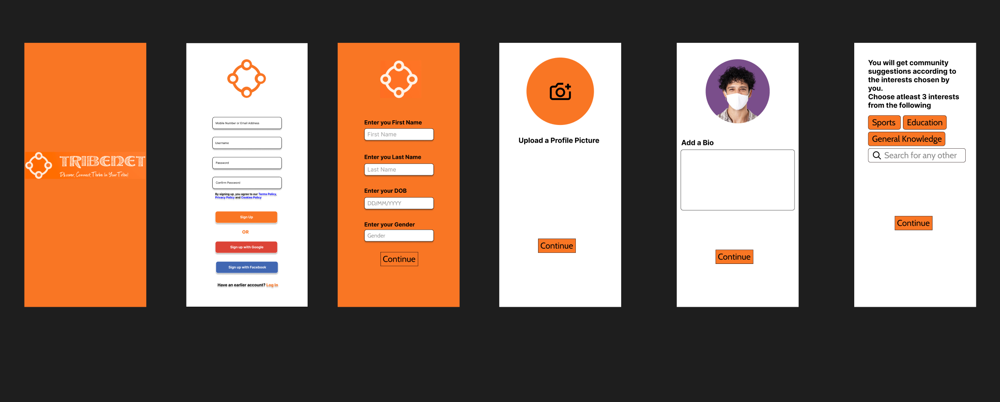 TRIBENET
Discover, Connect, Thrive in Your Tribe!
Mobile Number or Email Address
Username
Password
Confirm Password
By signing up, you agree to our Terms Policy,
Privacy Policy and Cookies Policy
Sign Up
OR
Sign up with Google
Sign up with Facebook
Have an earlier account? Log In
Enter you First Name
First Name
Enter you Last Name
Last Name
Enter your DOB
DD/MM/YYYY
Enter your Gender
Gender
Continue
Upload a Profile Picture
Continue
Add a Bio
Continue
You will get community
suggestions according to
the interests chosen by
you.
Choose atleast 3 interests
from the following
Sports Education
General Knowledge
Search for any other
Continue